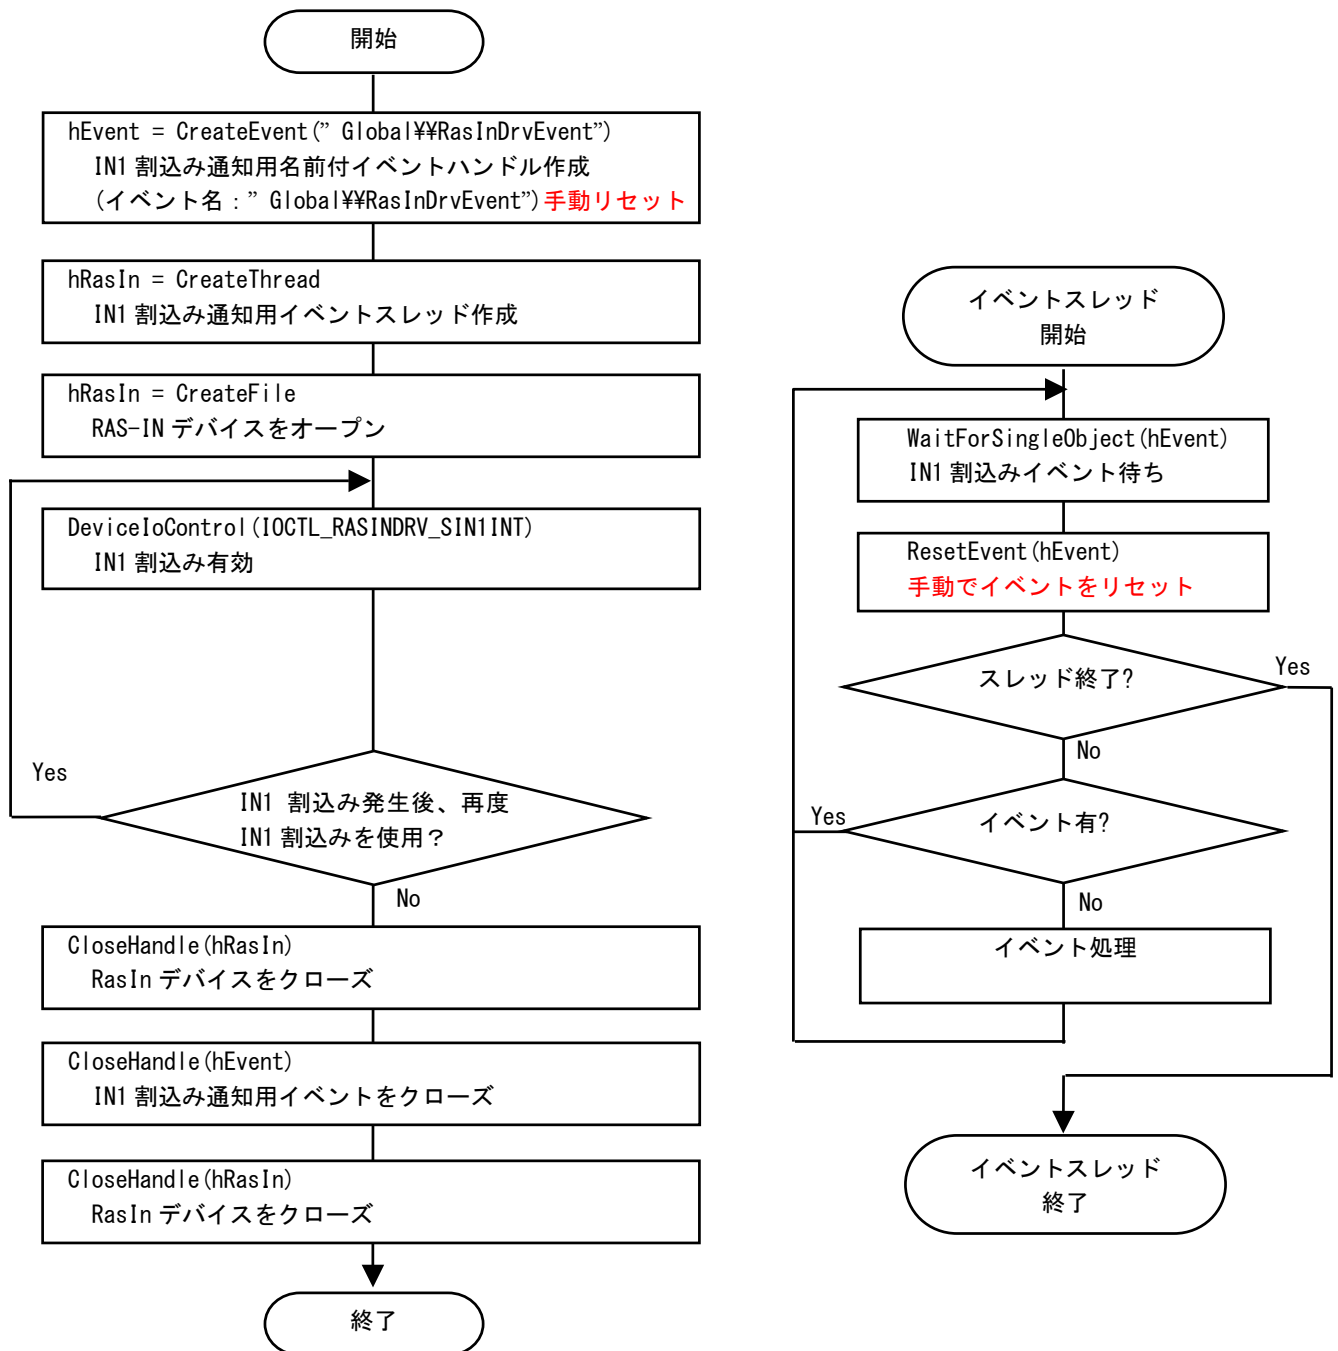 開始
hEvent = CreateEvent(” Global¥¥RasInDrvEvent”)
IN1 割込み通知用名前付イベントハンドル作成
(イベント名:” Global¥¥RasInDrvEvent”)手動リセット
hRasIn = CreateThread
IN1 割込み通知用イベントスレッド作成
hRasIn = CreateFile
RAS-IN デバイスをオープン
DeviceIoControl(IOCTL_RASINDRV_SIN1INT)
IN1 割込み有効
Yes
IN1 割込み発生後、再度
IN1 割込みを使用?
No
CloseHandle(hRasIn)
RasIn デバイスをクローズ
CloseHandle(hEvent)
IN1 割込み通知用イベントをクローズ
CloseHandle(hRasIn)
RasIn デバイスをクローズ
終了
イベントスレッド
開始
WaitForSingleObject(hEvent)
IN1 割込みイベント待ち
ResetEvent(hEvent)
手動でイベントをリセット
スレッド終了?
Yes
No
イベント有?
Yes
No
イベント処理
イベントスレッド
終了